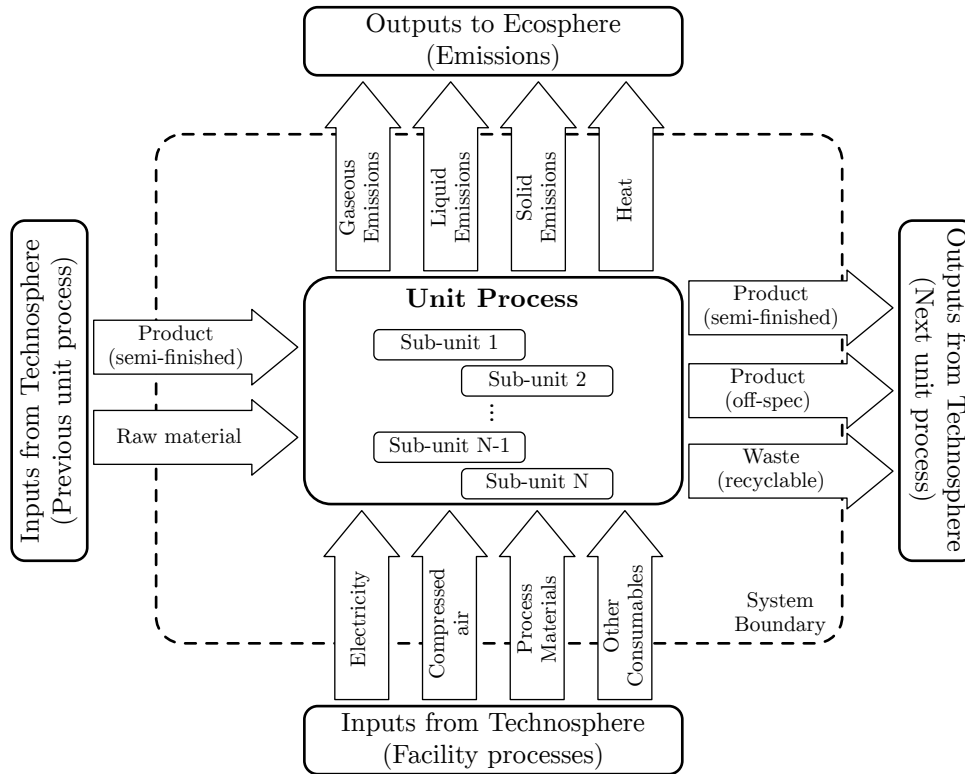 Outputs to Ecosphere
(Emissions)
Gaseous
Emissions
Liquid
Emissions
Solid
Emissions
Heat
Inputs from Technosphere
(Previous unit process)
Product
(semi-finished)
Raw material
Unit Process
Sub-unit 1
Sub-unit 2
...
Sub-unit N-1
Sub-unit N
Product
(semi-finished)
Product
(off-spec)
Waste
(recyclable)
Outputs from Technosphere
(Next unit process)
Electricity
Compressed
air
Process
Materials
Other
Consumables
System
Boundary
Inputs from Technosphere
(Facility processes)